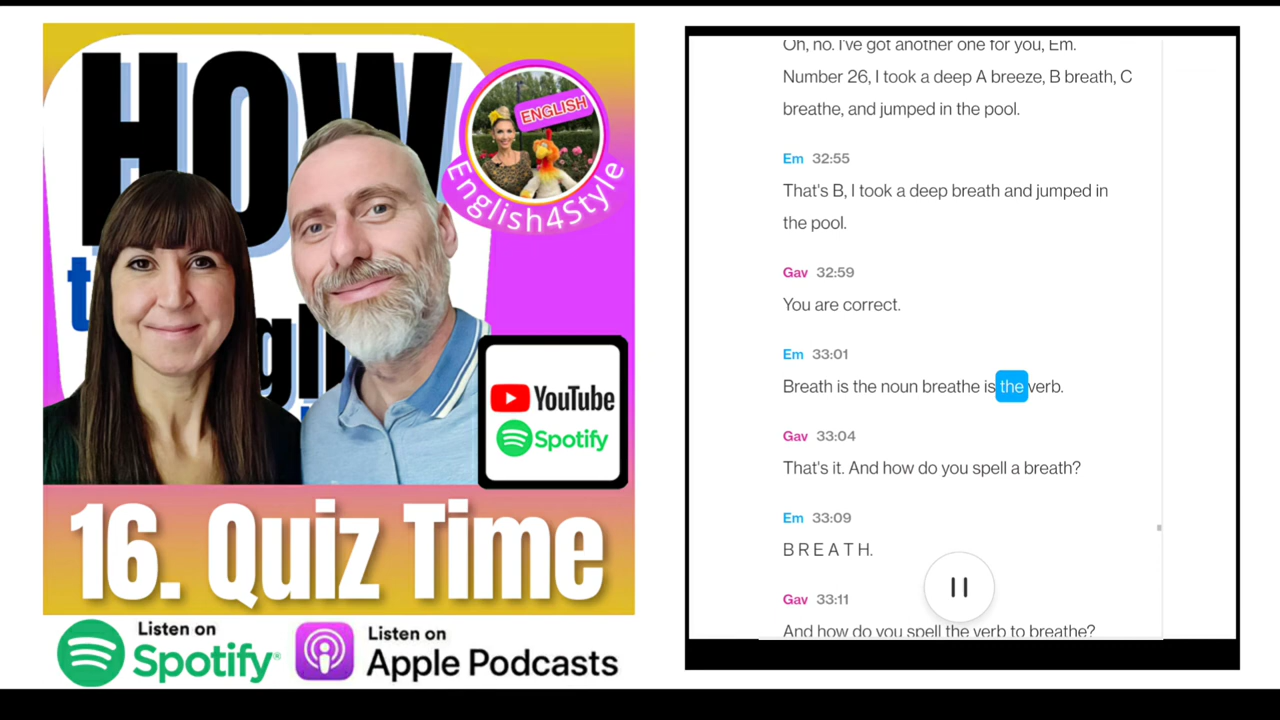 HOW
ENGLISH
English4Style
t
gl
YouTube
Spotify
16. Quiz Time
Listen on
Spotify
Listen on
Apple Podcasts
Oh, no. I've got another one for you, Em.
Number 26, I took a deep A breeze, B breath, C
breathe, and jumped in the pool.
Em 32:55
That's B, I took a deep breath and jumped in
the pool.
Gav 32:59
You are correct.
Em 33:01
Breath is the noun breathe is the verb.
Gav 33:04
That's it. And how do you spell a breath?
Em 33:09
B R E A T H.
Gav 33:11
And how do you spell the verb to breathe?